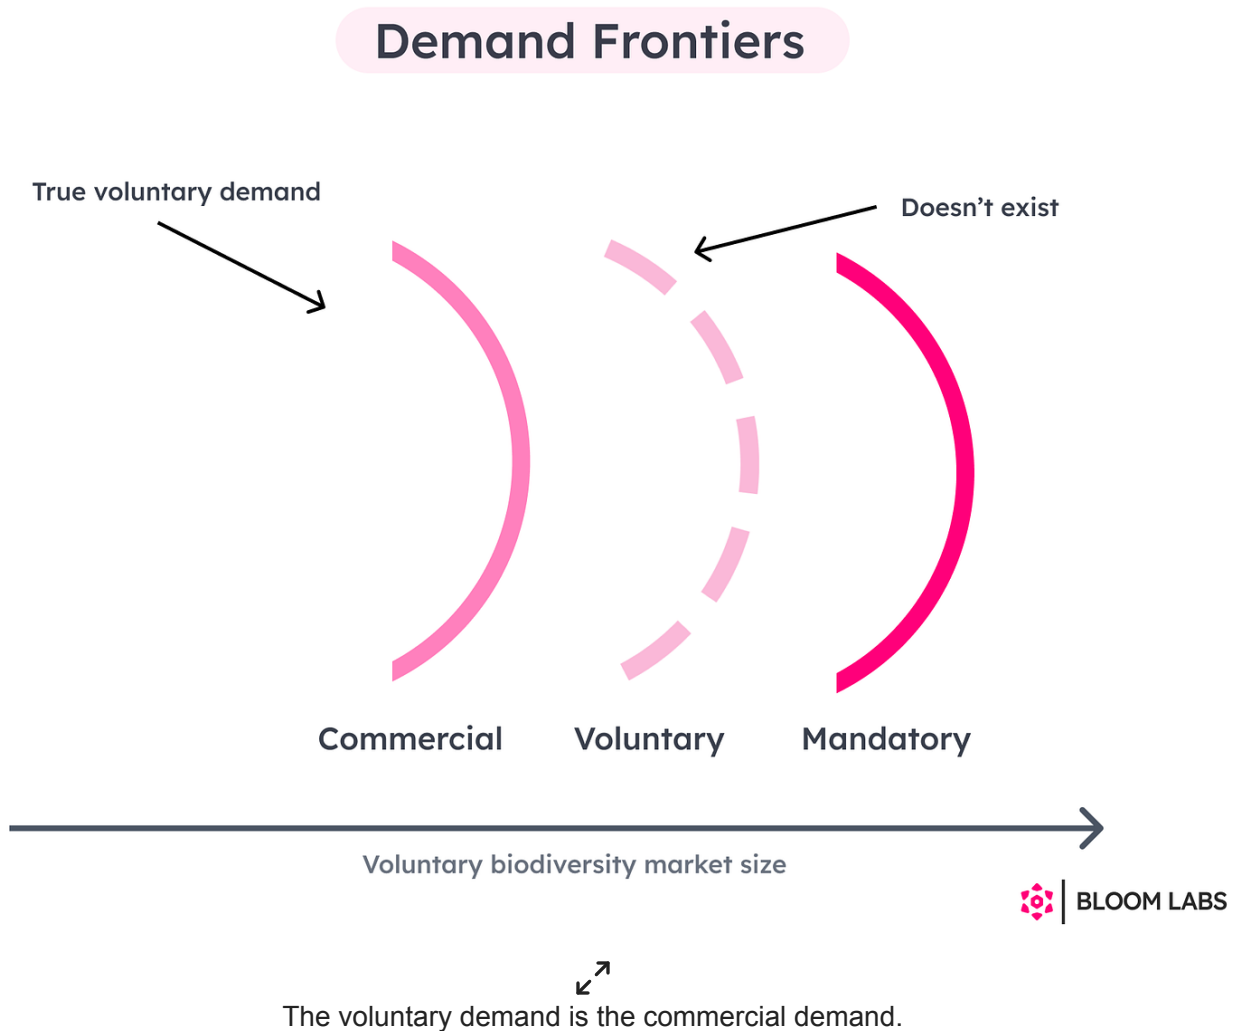 Demand Frontiers
True voluntary demand
Doesn’t exist
Commercial
Voluntary
Mandatory
Voluntary biodiversity market size
BLOOM LABS
The voluntary demand is the commercial demand.